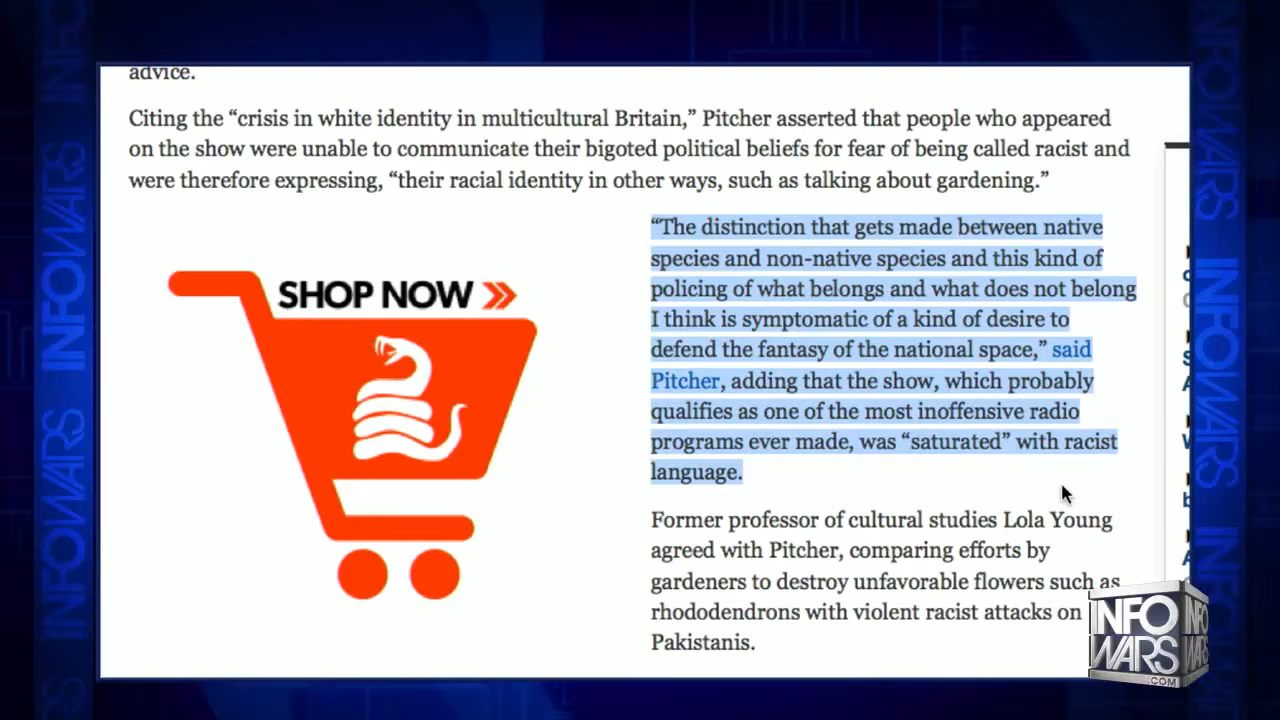 advice.
Citing the “crisis in white identity in multicultural Britain,” Pitcher asserted that people who appeared
on the show were unable to communicate their bigoted political beliefs for fear of being called racist and
were therefore expressing, “their racial identity in other ways, such as talking about gardening.”
SHOP NOW
“The distinction that gets made between native
species and non-native species and this kind of
policing of what belongs and what does not belong
I think is symptomatic of a kind of desire to
defend the fantasy of the national space,” said
Pitcher, adding that the show, which probably
qualifies as one of the most inoffensive radio
programs ever made, was “saturated” with racist
language.
Former professor of cultural studies Lola Young
agreed with Pitcher, comparing efforts by
gardeners to destroy unfavorable flowers such as
rhododendrons with violent racist attacks on
Pakistanis.
INFO
WARS
.COM
INFOWARS
INFOWARS